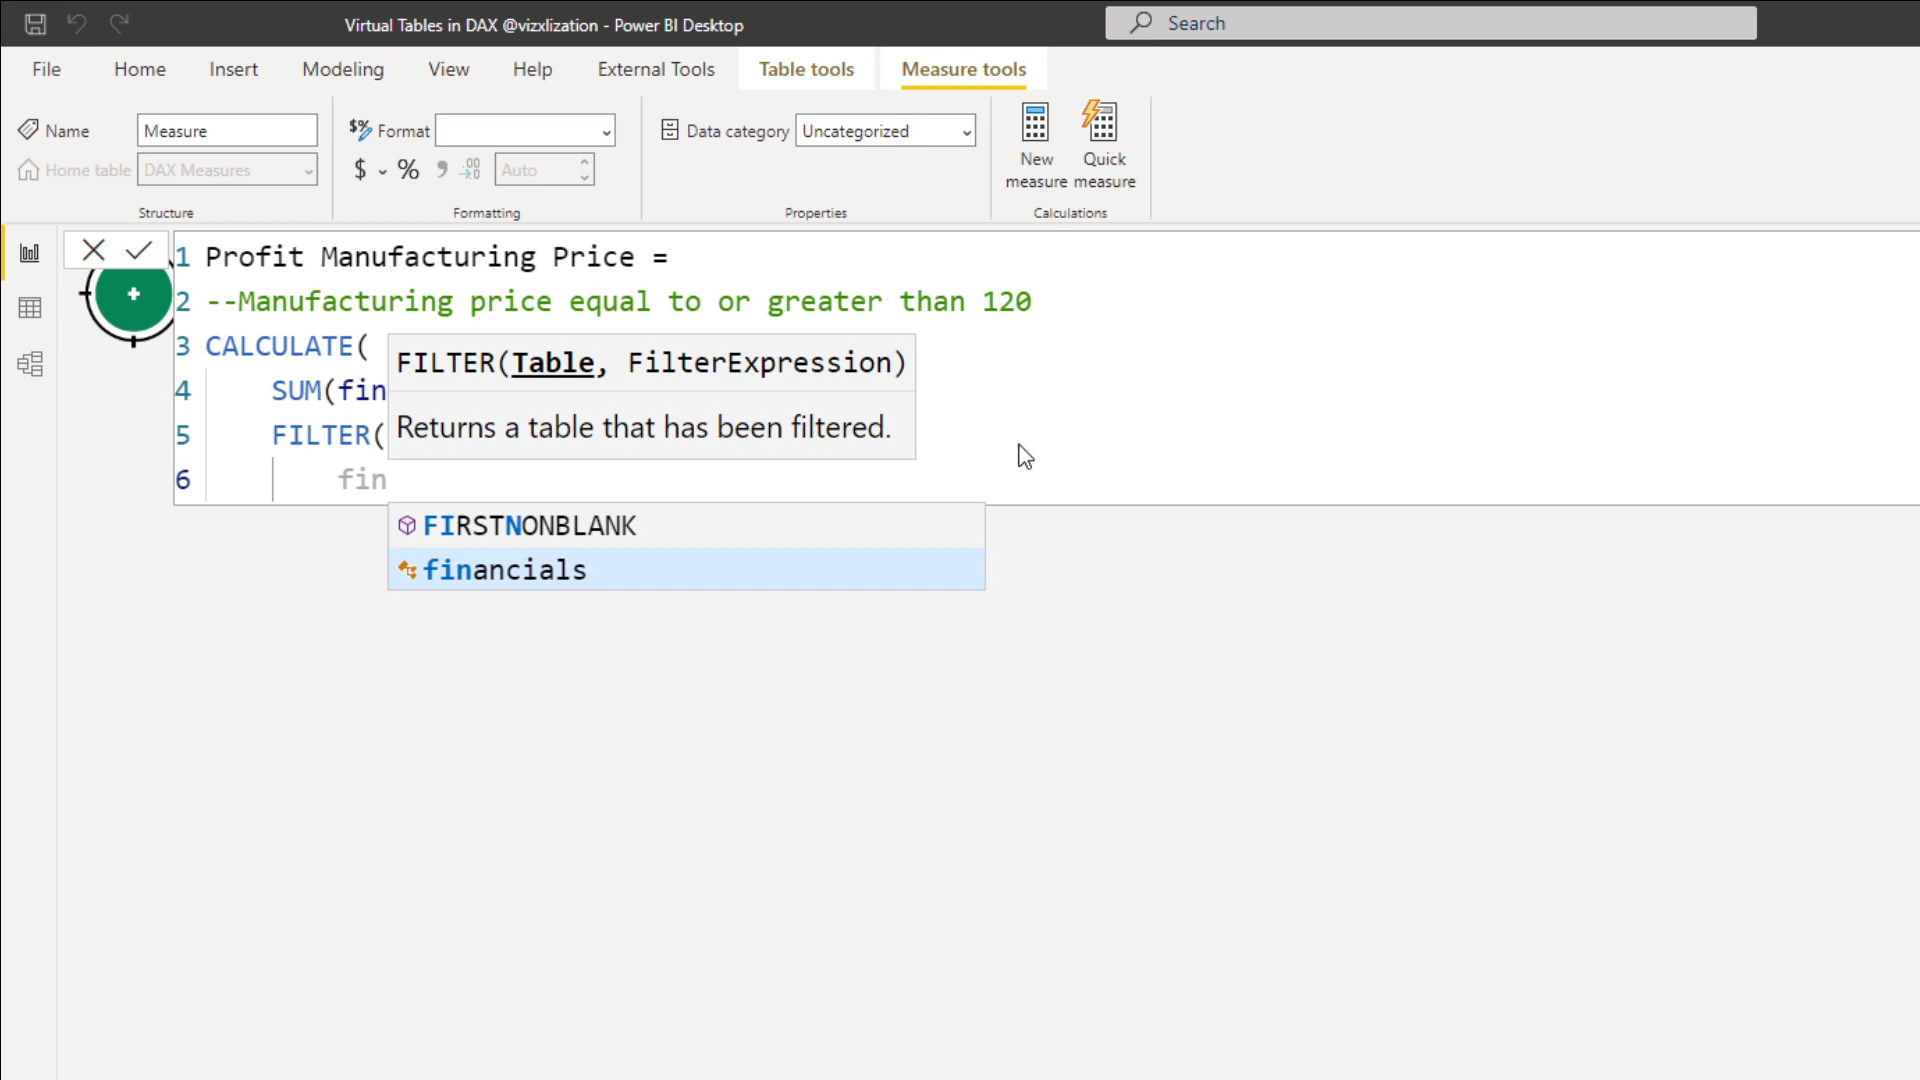 Virtual Tables in DAX @vizxlization - Power BI Desktop
Search
File Home Insert Modeling View Help External Tools Table tools Measure tools
Name Measure
Home table DAX Measures
Structure
$% Format
$ % , .00 Auto
Formatting
Data category Uncategorized
Properties
New measure
Quick measure
Calculations
1 Profit Manufacturing Price =
2 --Manufacturing price equal to or greater than 120
3 CALCULATE(
4 SUM(fin
5 FILTER(
6 fin
FILTER(Table, FilterExpression)
Returns a table that has been filtered.
FIRSTNONBLANK
financials